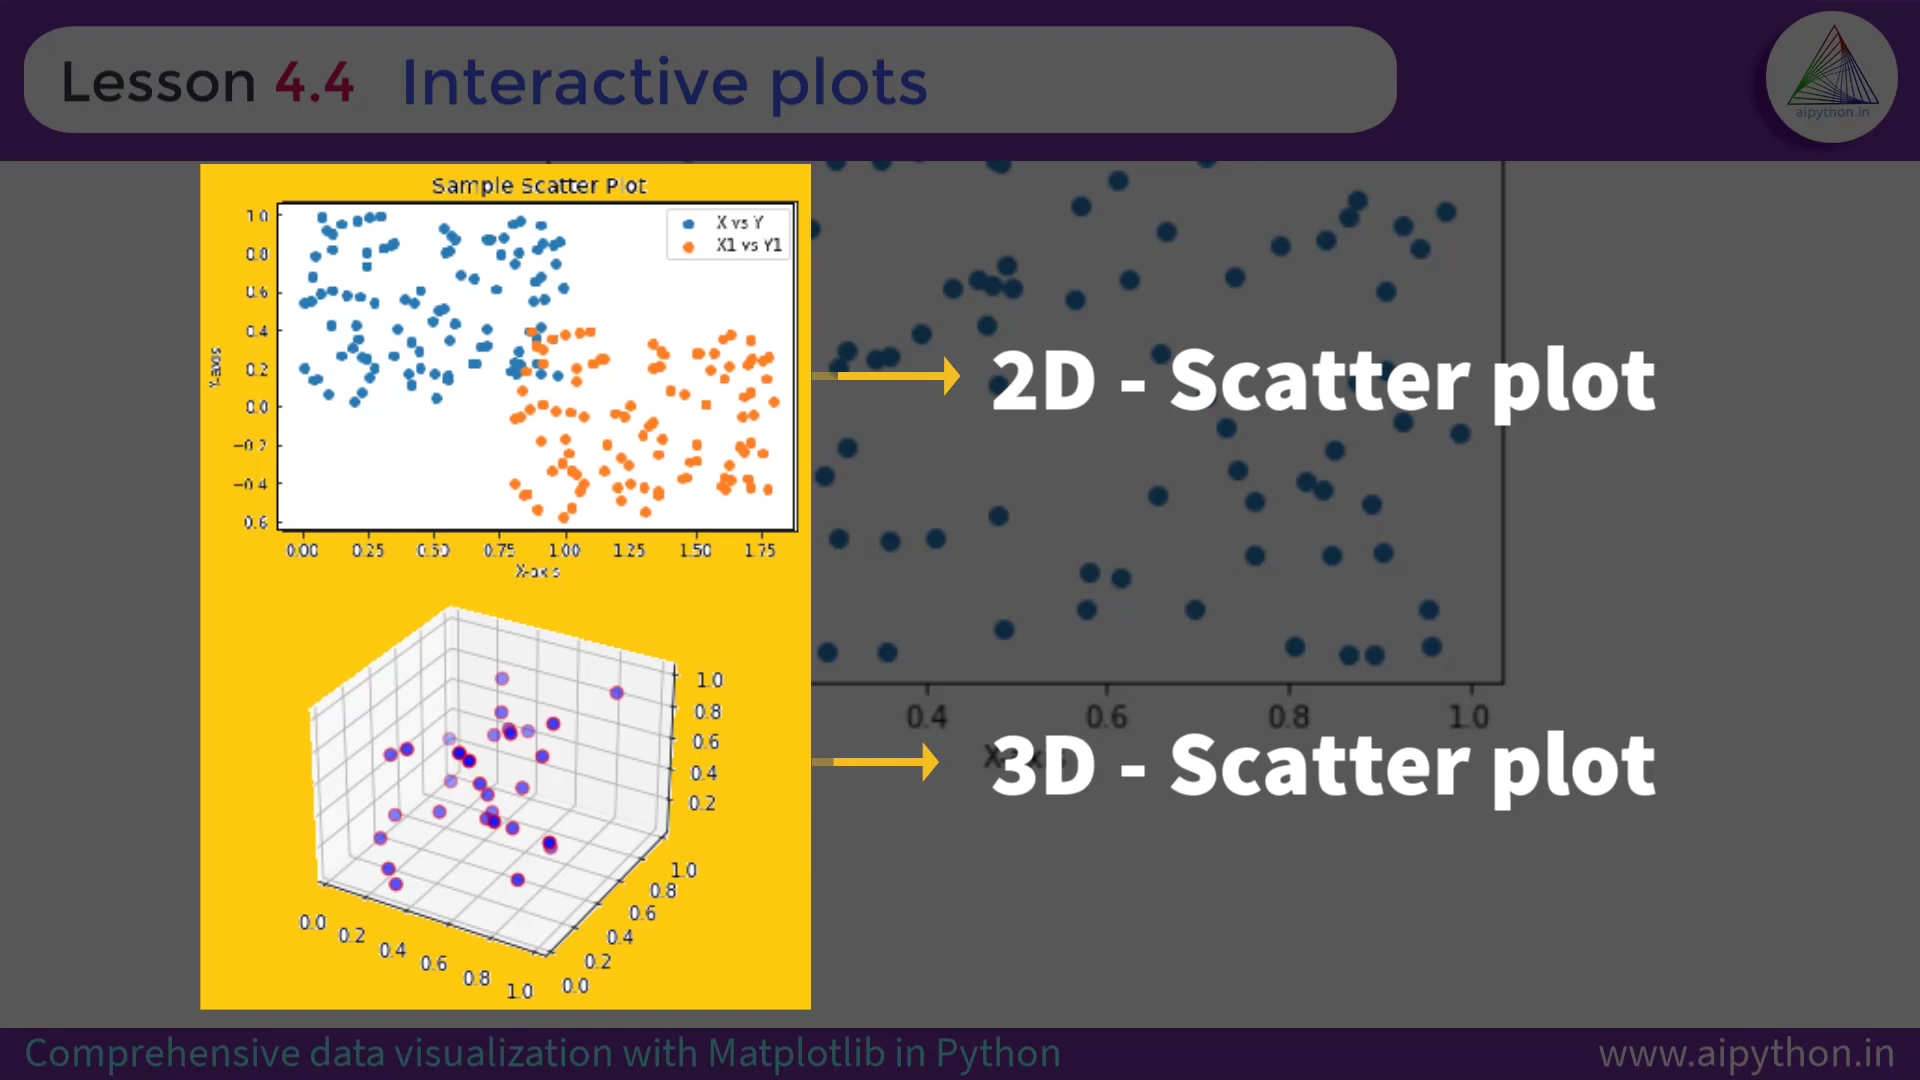 Lesson 4.4 Interactive plots
aipython.in
Sample Scatter Plot
X vs Y
X1 vs Y1
1.0
0.8
0.6
0.4
0.2
0.0
−0.2
−0.4
0.6
Y-axis
0.00 0.25 0.50 0.75 1.00 1.25 1.50 1.75
X-axis
2D - Scatter plot
0.4 0.6 0.8 1.0
3D - Scatter plot
1.0
0.8
0.6
0.4
0.2
1.0
0.8
0.6
0.4
0.2
0.0
0.0 0.2 0.4 0.6 0.8 1.0
Comprehensive data visualization with Matplotlib in Python
www.aipython.in